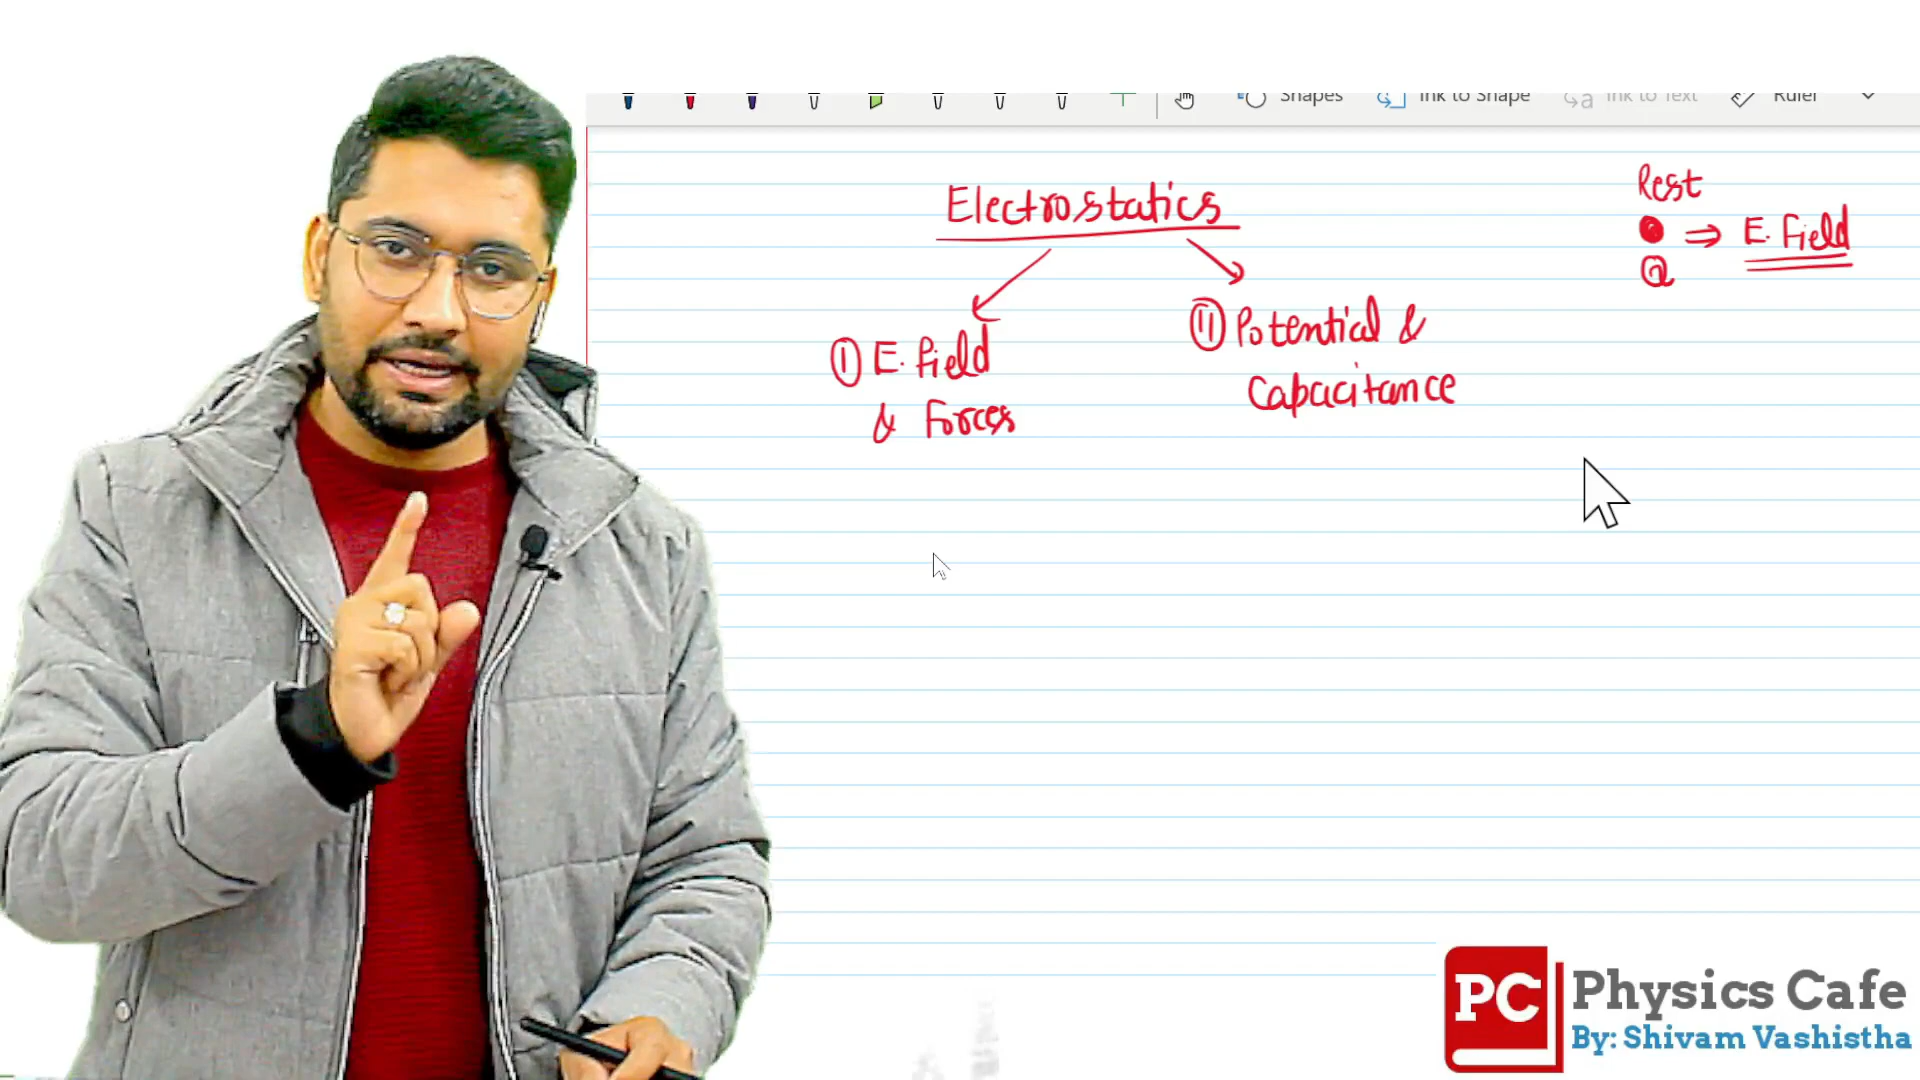 Shapes
Ink to Shape
Ink to Text
Ruler
Electrostatics
Rest
⇒ E. Field
Q
① E. field
& Forces
② Potential &
Capacitance
PC
Physics Cafe
By: Shivam Vashistha